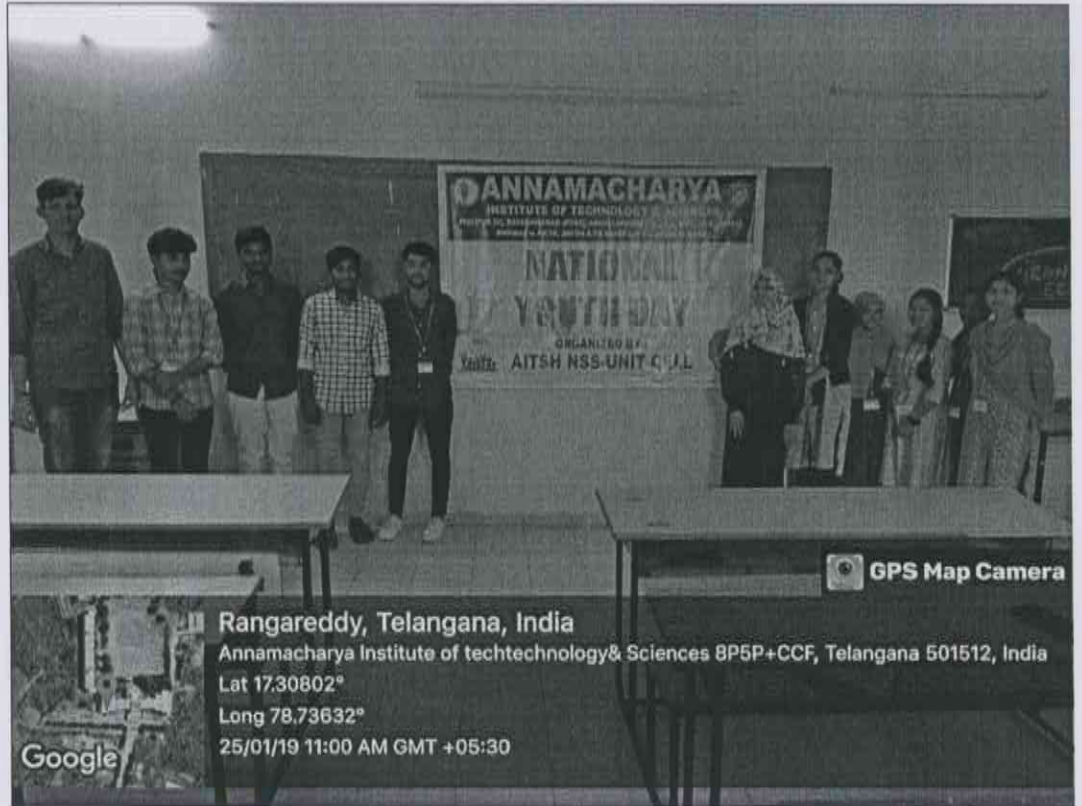 ANNAMACHARYA
INSTITUTE OF TECHNOLOGY & SCIENCES
NATIONAL
YOUTH DAY
ORGANIZED BY
AITSH NSS-UNIT CELL
GPS Map Camera
Rangareddy, Telangana, India
Annamacharya Institute of techtechnology& Sciences 8P5P+CCF, Telangana 501512, India
Lat 17.30802°
Long 78.73632°
25/01/19 11:00 AM GMT +05:30
Google